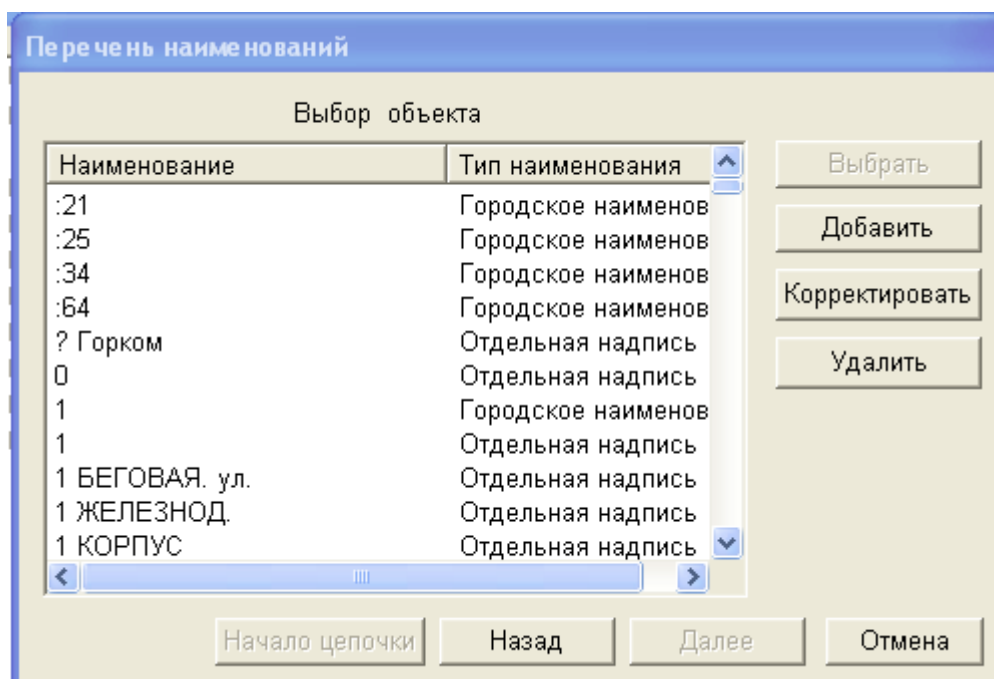 Перечень наименований
Выбор объекта
Наименование Тип наименования
:21 Городское наименов
:25 Городское наименов
:34 Городское наименов
:64 Городское наименов
? Горком Отдельная надпись
0 Отдельная надпись
1 Городское наименов
1 Отдельная надпись
1 БЕГОВАЯ. ул. Отдельная надпись
1 ЖЕЛЕЗНОД. Отдельная надпись
1 КОРПУС Отдельная надпись
Выбрать
Добавить
Корректировать
Удалить
Начало цепочки Назад Далее Отмена